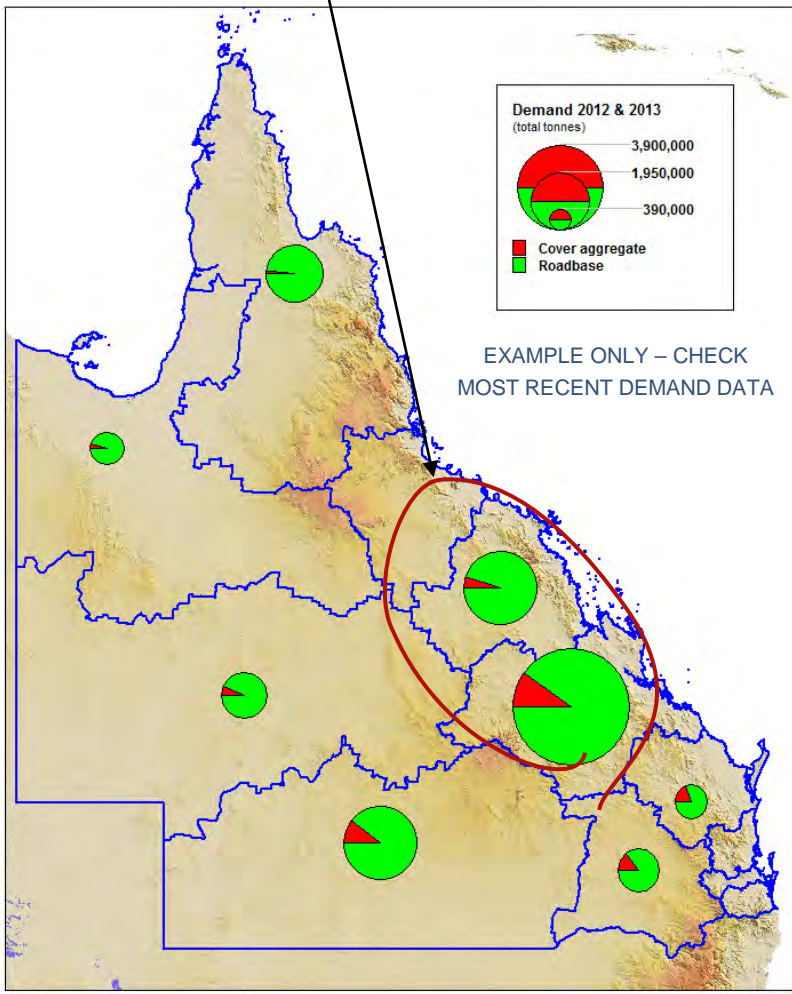 Demand 2012 & 2013
(total tonnes)
3,900,000
1,950,000
390,000
Cover aggregate
Roadbase
EXAMPLE ONLY – CHECK
MOST RECENT DEMAND DATA